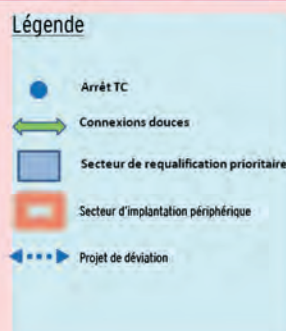 Légende
Arrêt TC
Connexions douces
Secteur de requalification prioritaire
Secteur d'implantation périphérique
Projet de déviation